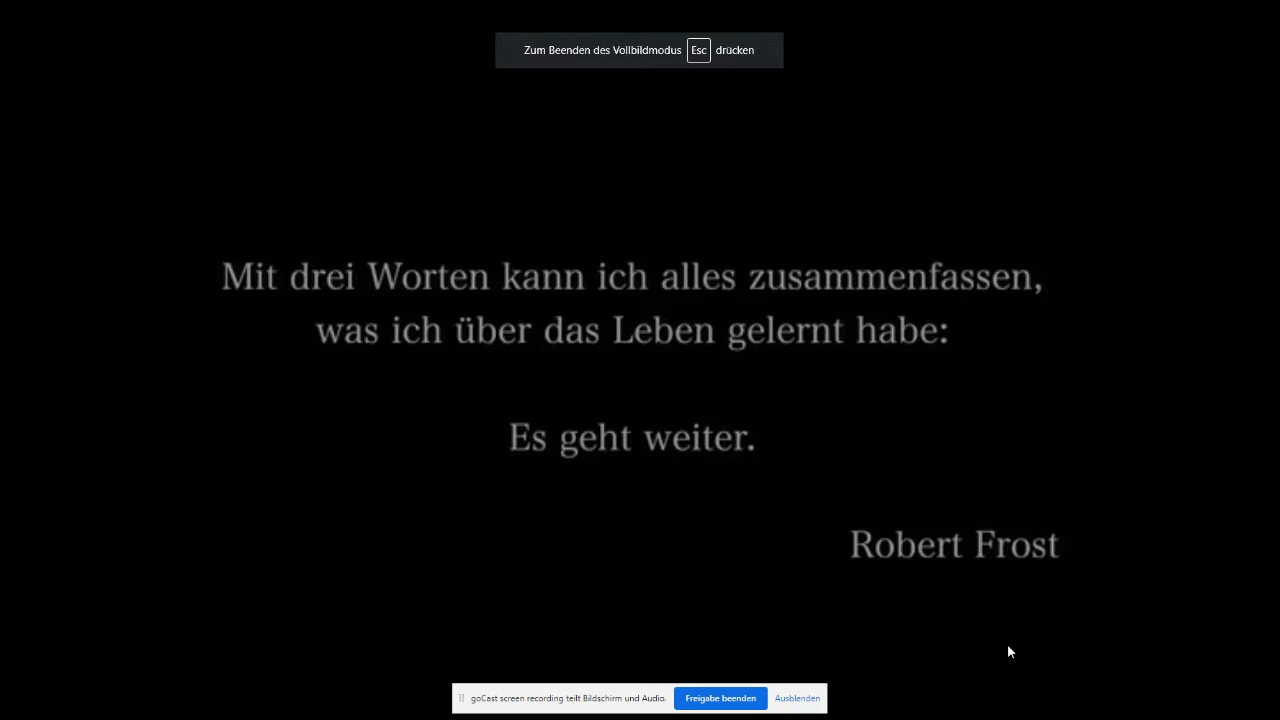 Zum Beenden des Vollbildmodus Esc drücken
Mit drei Worten kann ich alles zusammenfassen,
was ich über das Leben gelernt habe:
Es geht weiter.
Robert Frost
goCast screen recording teilt Bildschirm und Audio. Freigabe beenden Ausblenden